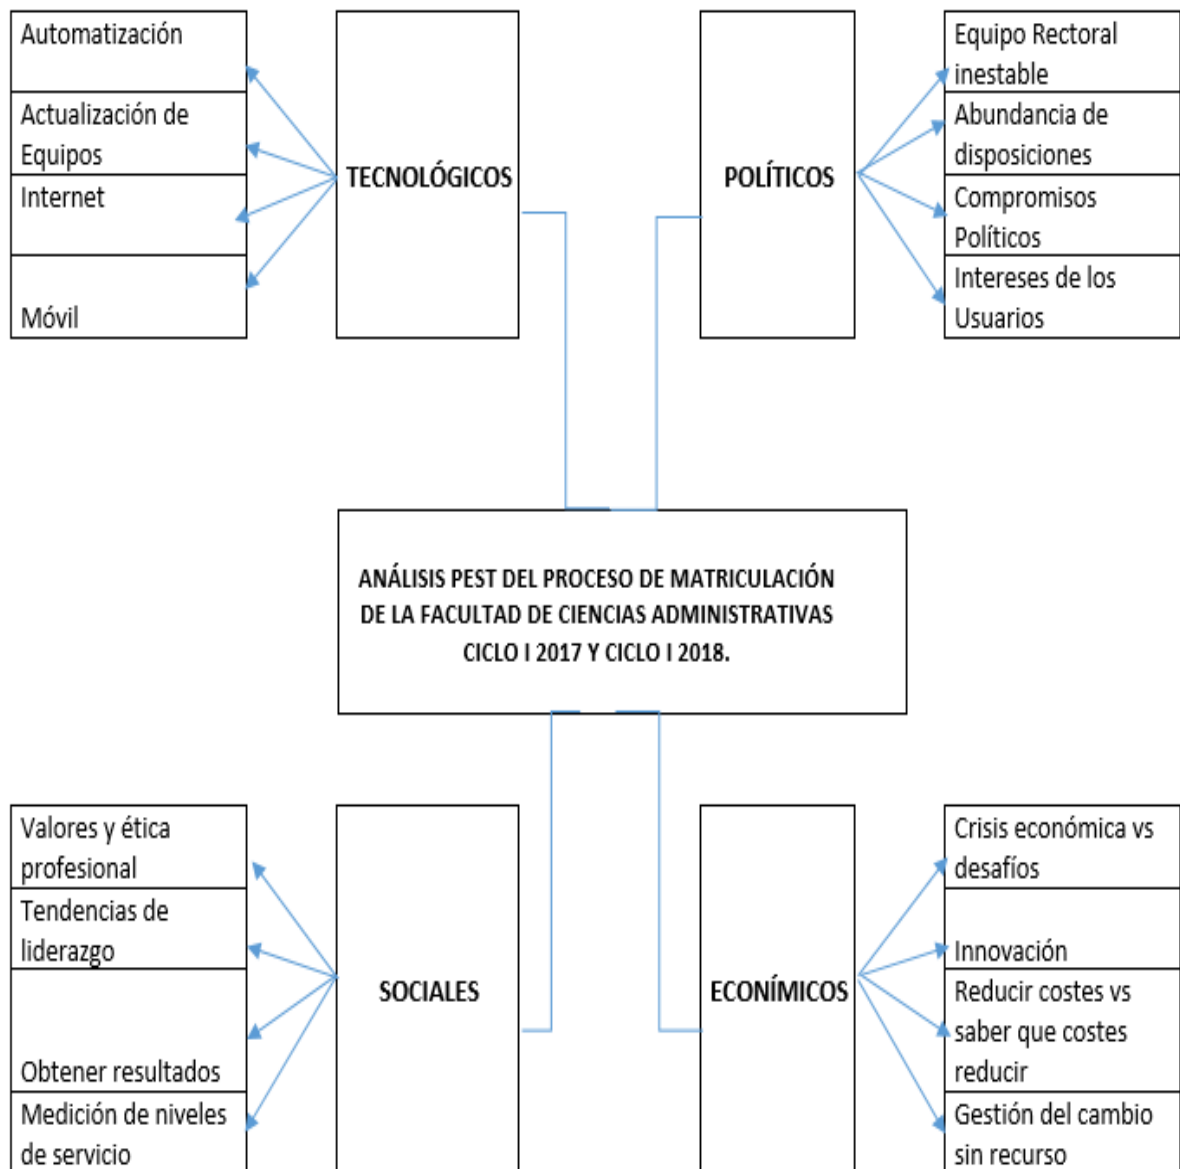 Automatización
Actualización de
Equipos
Internet
Móvil
TECNOLÓGICOS
POLÍTICOS
Equipo Rectoral
inestable
Abundancia de
disposiciones
Compromisos
Políticos
Intereses de los
Usuarios
ANÁLISIS PEST DEL PROCESO DE MATRICULACIÓN
DE LA FACULTAD DE CIENCIAS ADMINISTRATIVAS
CICLO I 2017 Y CICLO I 2018.
Valores y ética
profesional
Tendencias de
liderazgo
Obtener resultados
Medición de niveles
de servicio
SOCIALES
ECONÍMICOS
Crisis económica vs
desafíos
Innovación
Reducir costes vs
saber que costes
reducir
Gestión del cambio
sin recurso